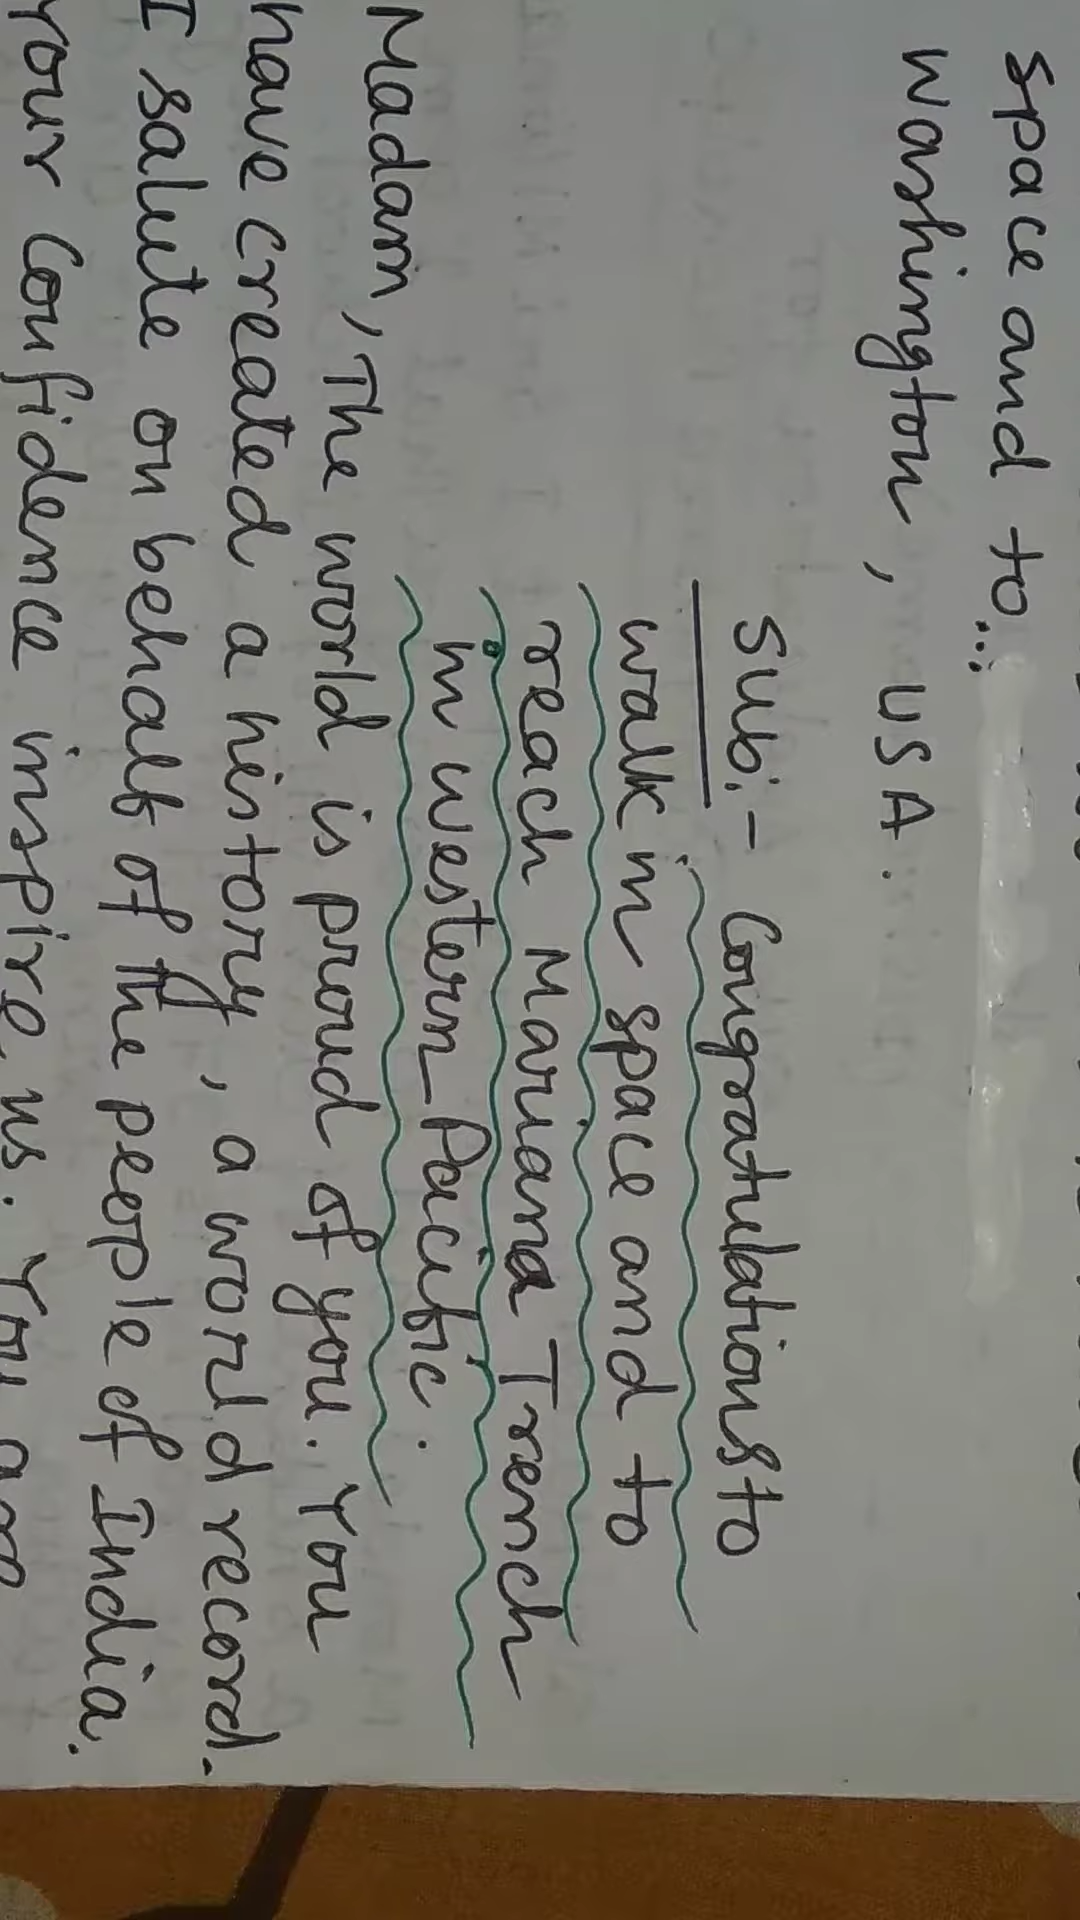 space and to...
Washington, USA.
Sub:- Congratulations to
walk in space and to
reach Mariana Trench
in western Pacific.
Madam, The world is proud of you. You
have created a history, a world record.
I salute on behalf of the people of India.
Your Confidence inspire us. You are